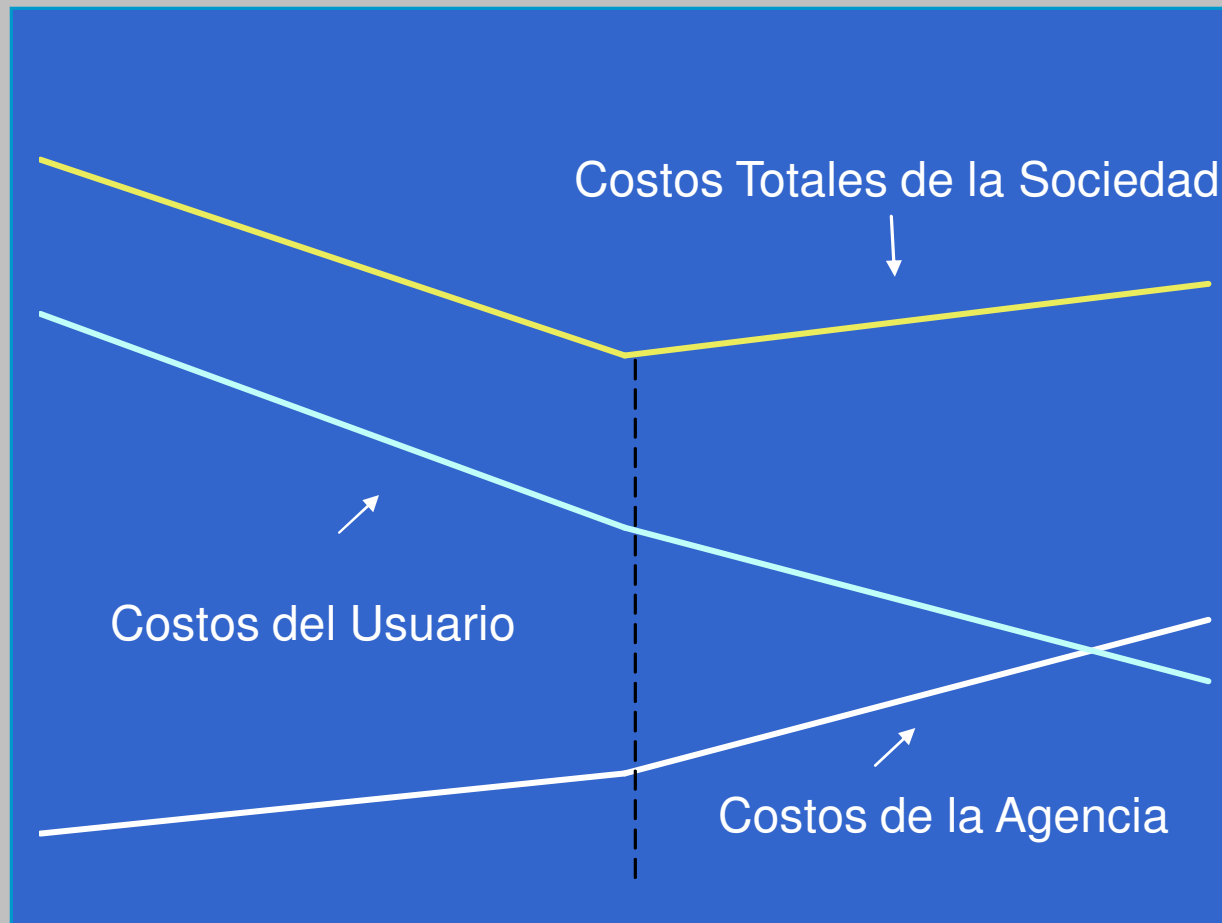 Costos Totales de la Sociedad
Costos del Usuario
Costos de la Agencia